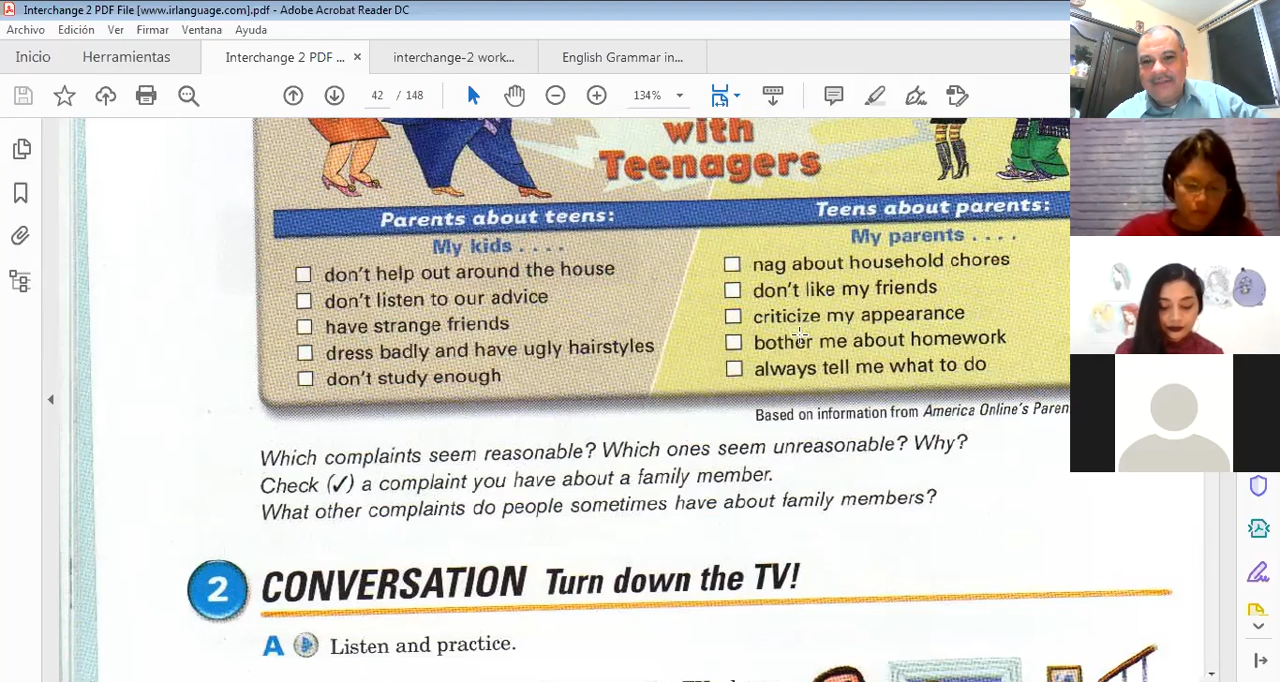 Interchange 2 PDF File [www.irlanguage.com].pdf - Adobe Acrobat Reader DC
Archivo Edición Ver Firmar Ventana Ayuda
Inicio Herramientas Interchange 2 PDF ... × interchange-2 work... English Grammar in...
42 / 148 134%
with
Teenagers
Parents about teens:
My kids . . . .
don't help out around the house
don't listen to our advice
have strange friends
dress badly and have ugly hairstyles
don't study enough
Teens about parents:
My parents . . . .
nag about household chores
don't like my friends
criticize my appearance
bother me about homework
always tell me what to do
Based on information from America Online's Paren
Which complaints seem reasonable? Which ones seem unreasonable? Why?
Check (✓) a complaint you have about a family member.
What other complaints do people sometimes have about family members?
2 CONVERSATION Turn down the TV!
A Listen and practice.